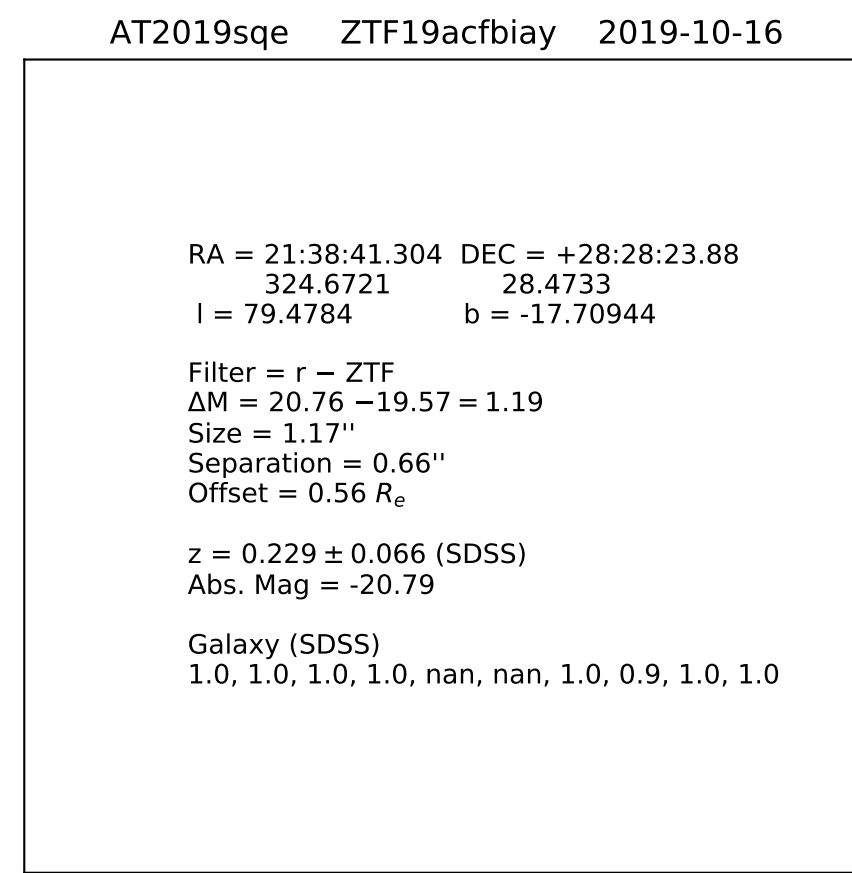 AT2019sqe ZTF19acfbiay 2019-10-16
RA = 21:38:41.304 DEC = +28:28:23.88
324.6721 28.4733
l = 79.4784 b = -17.70944
Filter = r − ZTF
ΔM = 20.76 −19.57 = 1.19
Size = 1.17''
Separation = 0.66''
Offset = 0.56 Re
z = 0.229 ± 0.066 (SDSS)
Abs. Mag = -20.79
Galaxy (SDSS)
1.0, 1.0, 1.0, 1.0, nan, nan, 1.0, 0.9, 1.0, 1.0